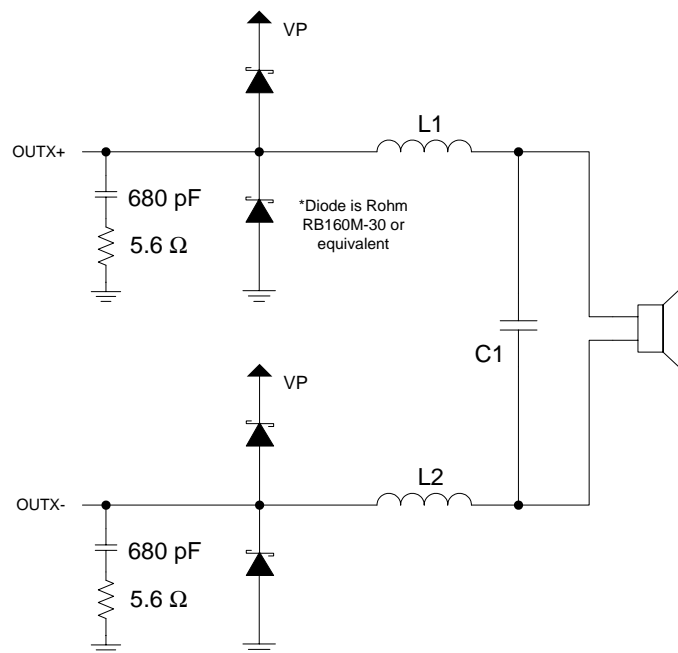 VP
L1
OUTX+
680 pF
5.6 Ω
*Diode is Rohm
RB160M-30 or
equivalent
C1
VP
L2
OUTX-
680 pF
5.6 Ω